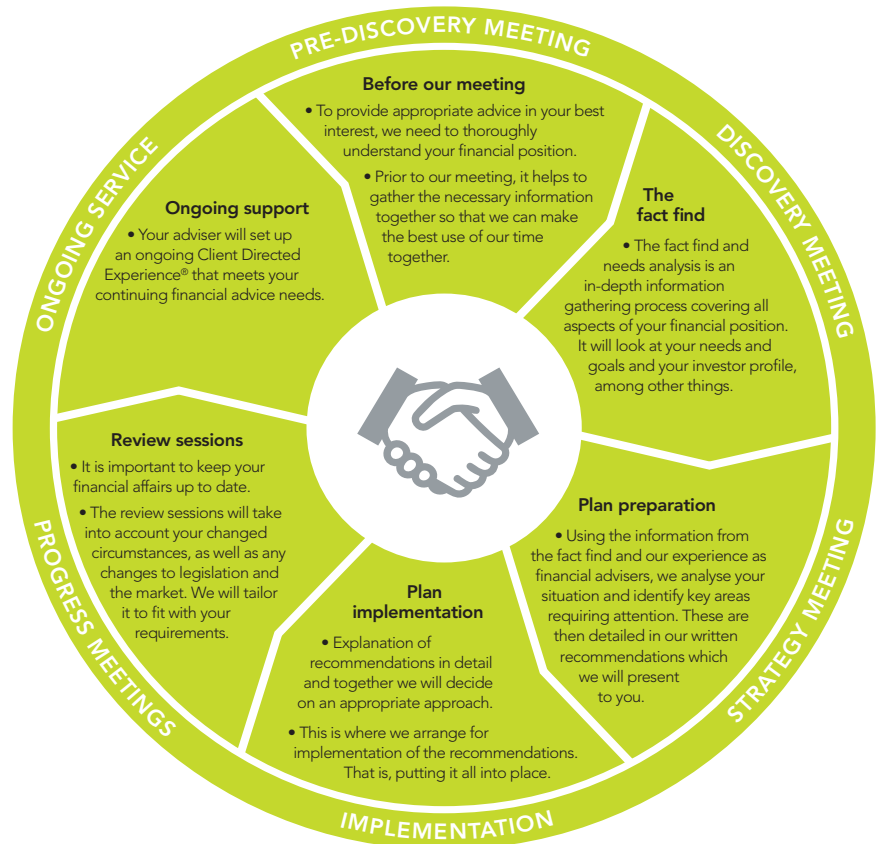 PRE-DISCOVERY MEETING
Before our meeting
• To provide appropriate advice in your best
interest, we need to thoroughly
understand your financial position.
• Prior to our meeting, it helps to
gather the necessary information
together so that we can make
the best use of our time
together.
DISCOVERY MEETING
The
fact find
• The fact find and
needs analysis is an
in-depth information
gathering process covering all
aspects of your financial position.
It will look at your needs and
goals and your investor profile,
among other things.
STRATEGY MEETING
Plan preparation
• Using the information from
the fact find and our experience as
financial advisers, we analyse your
situation and identify key areas
requiring attention. These are
then detailed in our written
recommendations which
we will present
to you.
IMPLEMENTATION
Plan
implementation
• Explanation of
recommendations in detail
and together we will decide
on an appropriate approach.
• This is where we arrange for
implementation of the recommendations.
That is, putting it all into place.
PROGRESS MEETINGS
Review sessions
• It is important to keep your
financial affairs up to date.
• The review sessions will take
into account your changed
circumstances, as well as any
changes to legislation and
the market. We will tailor
it to fit with your
requirements.
ONGOING SERVICE
Ongoing support
• Your adviser will set up
an ongoing Client Directed
Experience® that meets your
continuing financial advice needs.